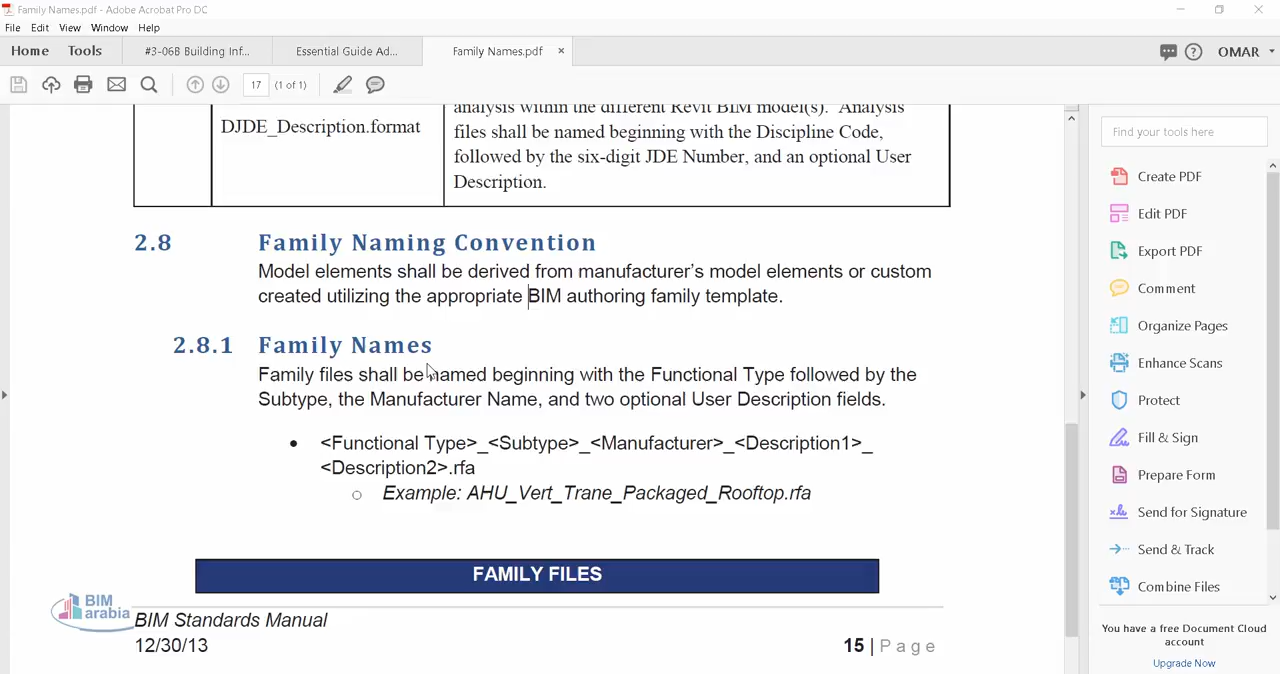 Family Names.pdf - Adobe Acrobat Pro DC
File Edit View Window Help
Home Tools #3-06B Building Inf... Essential Guide Ad... Family Names.pdf × OMAR
17 (1 of 1)
analysis within the different Revit BIM model(s). Analysis
DJDE_Description.format
files shall be named beginning with the Discipline Code,
followed by the six-digit JDE Number, and an optional User
Description.
2.8 Family Naming Convention
Model elements shall be derived from manufacturer's model elements or custom
created utilizing the appropriate BIM authoring family template.
2.8.1 Family Names
Family files shall be named beginning with the Functional Type followed by the
Subtype, the Manufacturer Name, and two optional User Description fields.
• <Functional Type>_<Subtype>_<Manufacturer>_<Description1>_
<Description2>.rfa
○ Example: AHU_Vert_Trane_Packaged_Rooftop.rfa
FAMILY FILES
BIM arabia
BIM Standards Manual
12/30/13
15 | Page
Find your tools here
Create PDF
Edit PDF
Export PDF
Comment
Organize Pages
Enhance Scans
Protect
Fill & Sign
Prepare Form
Send for Signature
Send & Track
Combine Files
You have a free Document Cloud
account
Upgrade Now